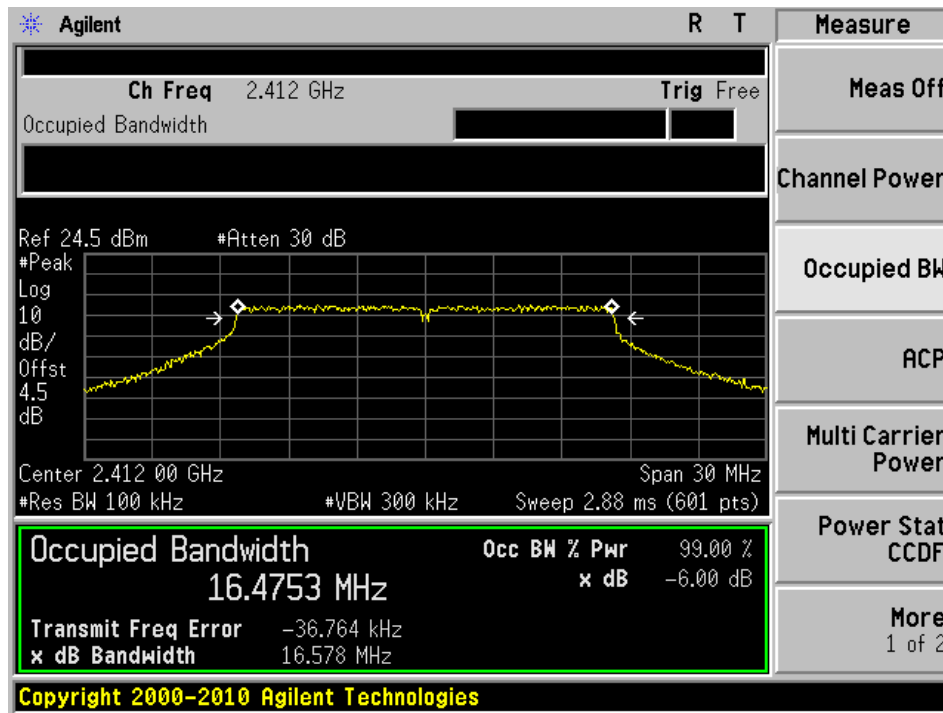 Agilent R T
Ch Freq 2.412 GHz Trig Free
Occupied Bandwidth
Ref 24.5 dBm #Atten 30 dB
#Peak
Log
10
dB/
Offst
4.5
dB
Center 2.412 00 GHz Span 30 MHz
#Res BW 100 kHz #VBW 300 kHz Sweep 2.88 ms (601 pts)
Occupied Bandwidth
16.4753 MHz
Occ BW % Pwr 99.00 %
x dB -6.00 dB
Transmit Freq Error -36.764 kHz
x dB Bandwidth 16.578 MHz
Copyright 2000-2010 Agilent Technologies
Measure
Meas Off
Channel Power
Occupied BW
ACP
Multi Carrier
Power
Power Stat
CCDF
More
1 of 2